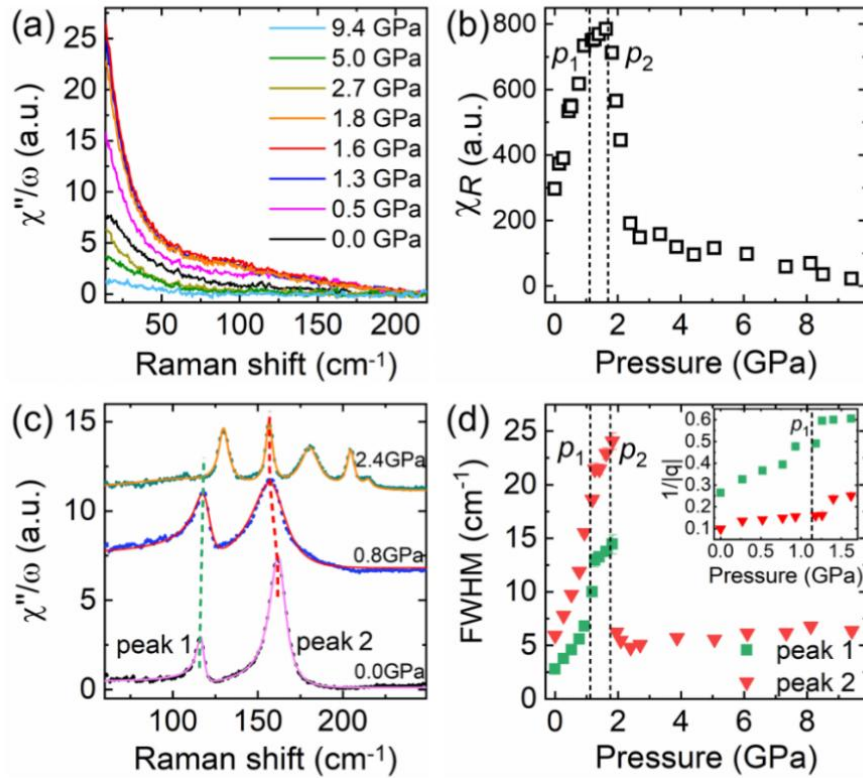 (a)
25
20
15
10
5
0
χ''/ω (a.u.)
9.4 GPa
5.0 GPa
2.7 GPa
1.8 GPa
1.6 GPa
1.3 GPa
0.5 GPa
0.0 GPa
50 100 150 200
Raman shift (cm⁻¹)
(b)
800
600
400
200
0
χR (a.u.)
p₁ p₂
0 2 4 6 8
Pressure (GPa)
(c)
15
10
5
0
χ''/ω (a.u.)
2.4GPa
0.8GPa
0.0GPa
peak 1 peak 2
100 150 200
Raman shift (cm⁻¹)
(d)
25
20
15
10
5
0
FWHM (cm⁻¹)
p₁ p₂
0.6
0.5
0.4
0.3
0.2
0.1
1/|q|
p₁
0.0 0.5 1.0 1.5
Pressure (GPa)
peak 1
peak 2
0 2 4 6 8
Pressure (GPa)